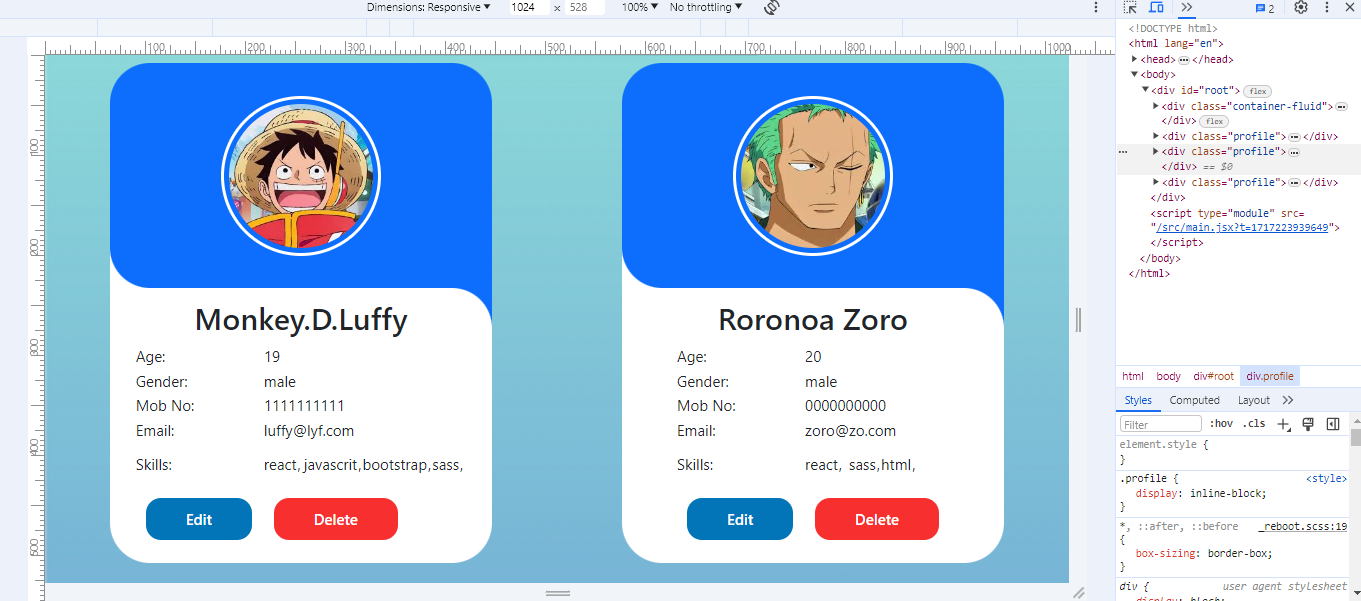 Dimensions: Responsive ▼ 1024 × 528 100% ▼ No throttling ▼
2
100 200 300 400 500 600 700 800 900 1000
100
200
300
400
500
Monkey.D.Luffy
Age: 19
Gender: male
Mob No: 1111111111
Email: luffy@lyf.com
Skills: react, javascrit,bootstrap,sass,
Edit Delete
Roronoa Zoro
Age: 20
Gender: male
Mob No: 0000000000
Email: zoro@zo.com
Skills: react, sass,html,
Edit Delete
<!DOCTYPE html>
<html lang="en">
▶<head>⋯</head>
▼<body>
▼<div id="root"> flex
▶<div class="container-fluid">⋯
</div> flex
▶<div class="profile">⋯</div>
⋯ ▶<div class="profile">⋯
</div> == $0
▶<div class="profile">⋯</div>
</div>
<script type="module" src=
"/src/main.jsx?t=1717223939649">
</script>
</body>
</html>
html body div#root div.profile
Styles Computed Layout
Filter :hov .cls
element.style {
}
.profile { <style>
display: inline-block;
}
*, ::after, ::before _reboot.scss:19
{
box-sizing: border-box;
}
div { user agent stylesheet
display: block;